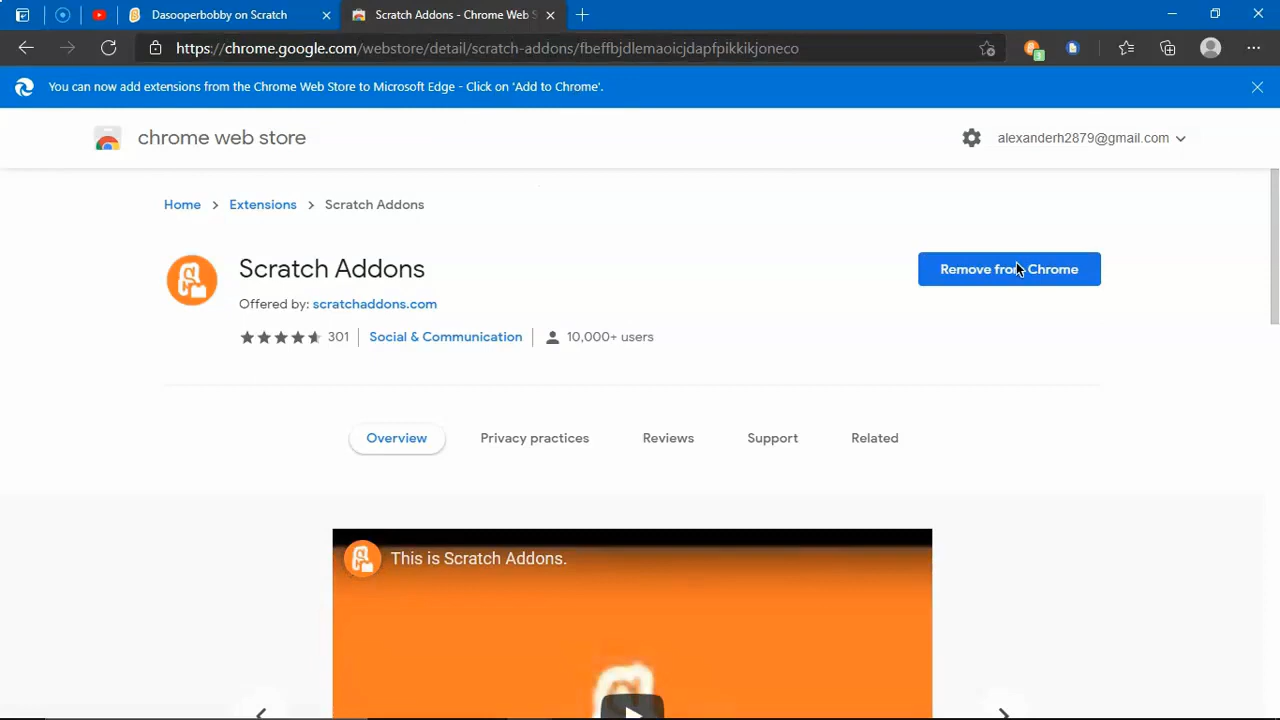 Dasooperbobby on Scratch
Scratch Addons - Chrome Web S
https://chrome.google.com/webstore/detail/scratch-addons/fbeffbjdlemaoicjdapfpikkikjoneco
3
You can now add extensions from the Chrome Web Store to Microsoft Edge - Click on 'Add to Chrome'.
chrome web store
alexanderh2879@gmail.com
Home > Extensions > Scratch Addons
Scratch Addons
Remove from Chrome
Offered by: scratchaddons.com
301
Social & Communication
10,000+ users
Overview
Privacy practices
Reviews
Support
Related
This is Scratch Addons.